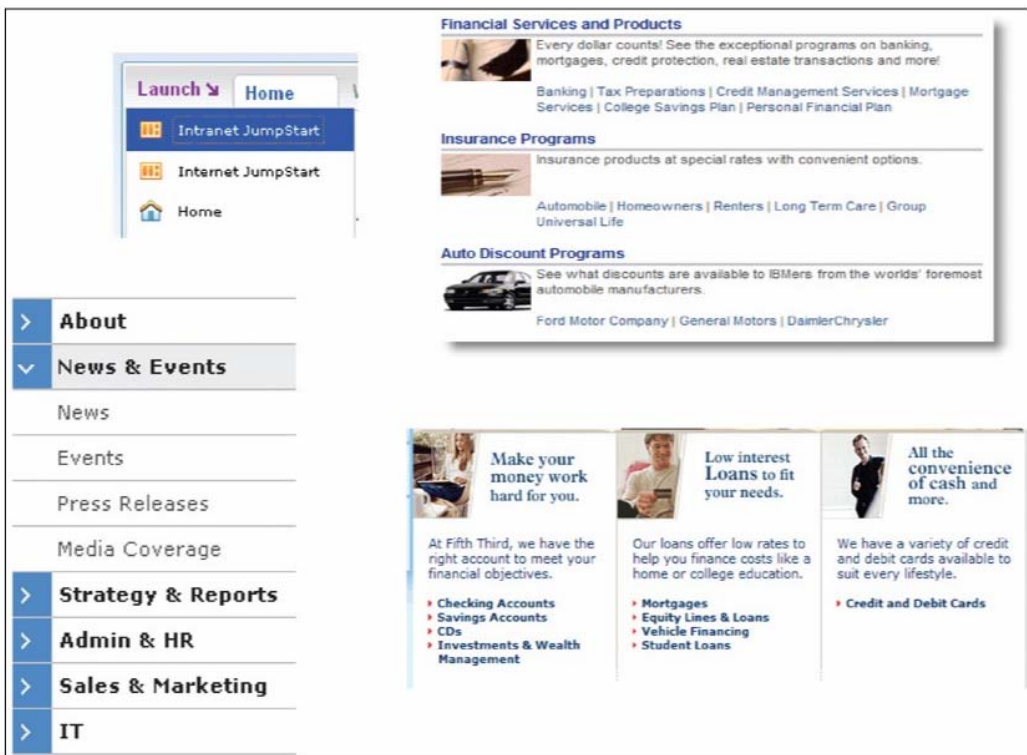 Launch Home
Intranet JumpStart
Internet JumpStart
Home
Financial Services and Products
Every dollar counts! See the exceptional programs on banking,
mortgages, credit protection, real estate transactions and more!
Banking | Tax Preparations | Credit Management Services | Mortgage
Services | College Savings Plan | Personal Financial Plan
Insurance Programs
Insurance products at special rates with convenient options.
Automobile | Homeowners | Renters | Long Term Care | Group
Universal Life
Auto Discount Programs
See what discounts are available to IBMers from the worlds' foremost
automobile manufacturers.
Ford Motor Company | General Motors | DaimlerChrysler
About
News & Events
News
Events
Press Releases
Media Coverage
Strategy & Reports
Admin & HR
Sales & Marketing
IT
Make your
money work
hard for you.
At Fifth Third, we have the
right account to meet your
financial objectives.
Checking Accounts
Savings Accounts
CDs
Investments & Wealth
Management
Low interest
Loans to fit
your needs.
Our loans offer low rates to
help you finance costs like a
home or college education.
Mortgages
Equity Lines & Loans
Vehicle Financing
Student Loans
All the
convenience
of cash and
more.
We have a variety of credit
and debit cards available to
suit every lifestyle.
Credit and Debit Cards